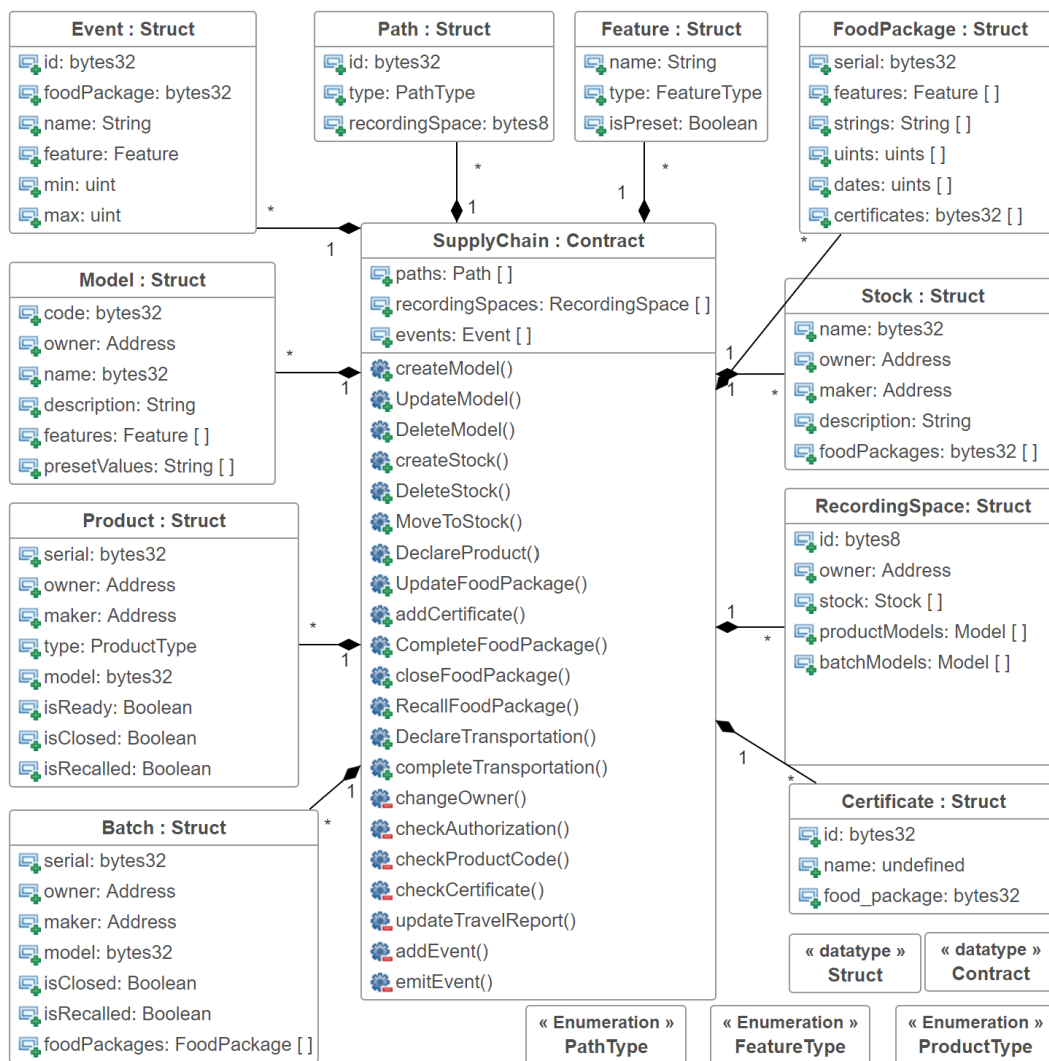 Event : Struct
id: bytes32
foodPackage: bytes32
name: String
feature: Feature
min: uint
max: uint
Path : Struct
id: bytes32
type: PathType
recordingSpace: bytes8
Feature : Struct
name: String
type: FeatureType
isPreset: Boolean
FoodPackage : Struct
serial: bytes32
features: Feature [ ]
strings: String [ ]
uints: uints [ ]
dates: uints [ ]
certificates: bytes32 [ ]
*
1
*
1
*
1
*
1
Model : Struct
code: bytes32
owner: Address
name: bytes32
description: String
features: Feature [ ]
presetValues: String [ ]
*
1
SupplyChain : Contract
paths: Path [ ]
recordingSpaces: RecordingSpace [ ]
events: Event [ ]
createModel()
UpdateModel()
DeleteModel()
createStock()
DeleteStock()
MoveToStock()
DeclareProduct()
UpdateFoodPackage()
addCertificate()
CompleteFoodPackage()
closeFoodPackage()
RecallFoodPackage()
DeclareTransportation()
completeTransportation()
changeOwner()
checkAuthorization()
checkProductCode()
checkCertificate()
updateTravelReport()
addEvent()
emitEvent()
Stock : Struct
name: bytes32
owner: Address
maker: Address
description: String
foodPackages: bytes32 [ ]
1
*
Product : Struct
serial: bytes32
owner: Address
maker: Address
type: ProductType
model: bytes32
isReady: Boolean
isClosed: Boolean
isRecalled: Boolean
*
1
RecordingSpace: Struct
id: bytes8
owner: Address
stock: Stock [ ]
productModels: Model [ ]
batchModels: Model [ ]
1
*
Batch : Struct
serial: bytes32
owner: Address
maker: Address
model: bytes32
isClosed: Boolean
isRecalled: Boolean
foodPackages: FoodPackage [ ]
1
*
Certificate : Struct
id: bytes32
name: undefined
food_package: bytes32
1
*
« datatype »
Struct
« datatype »
Contract
« Enumeration »
PathType
« Enumeration »
FeatureType
« Enumeration »
ProductType